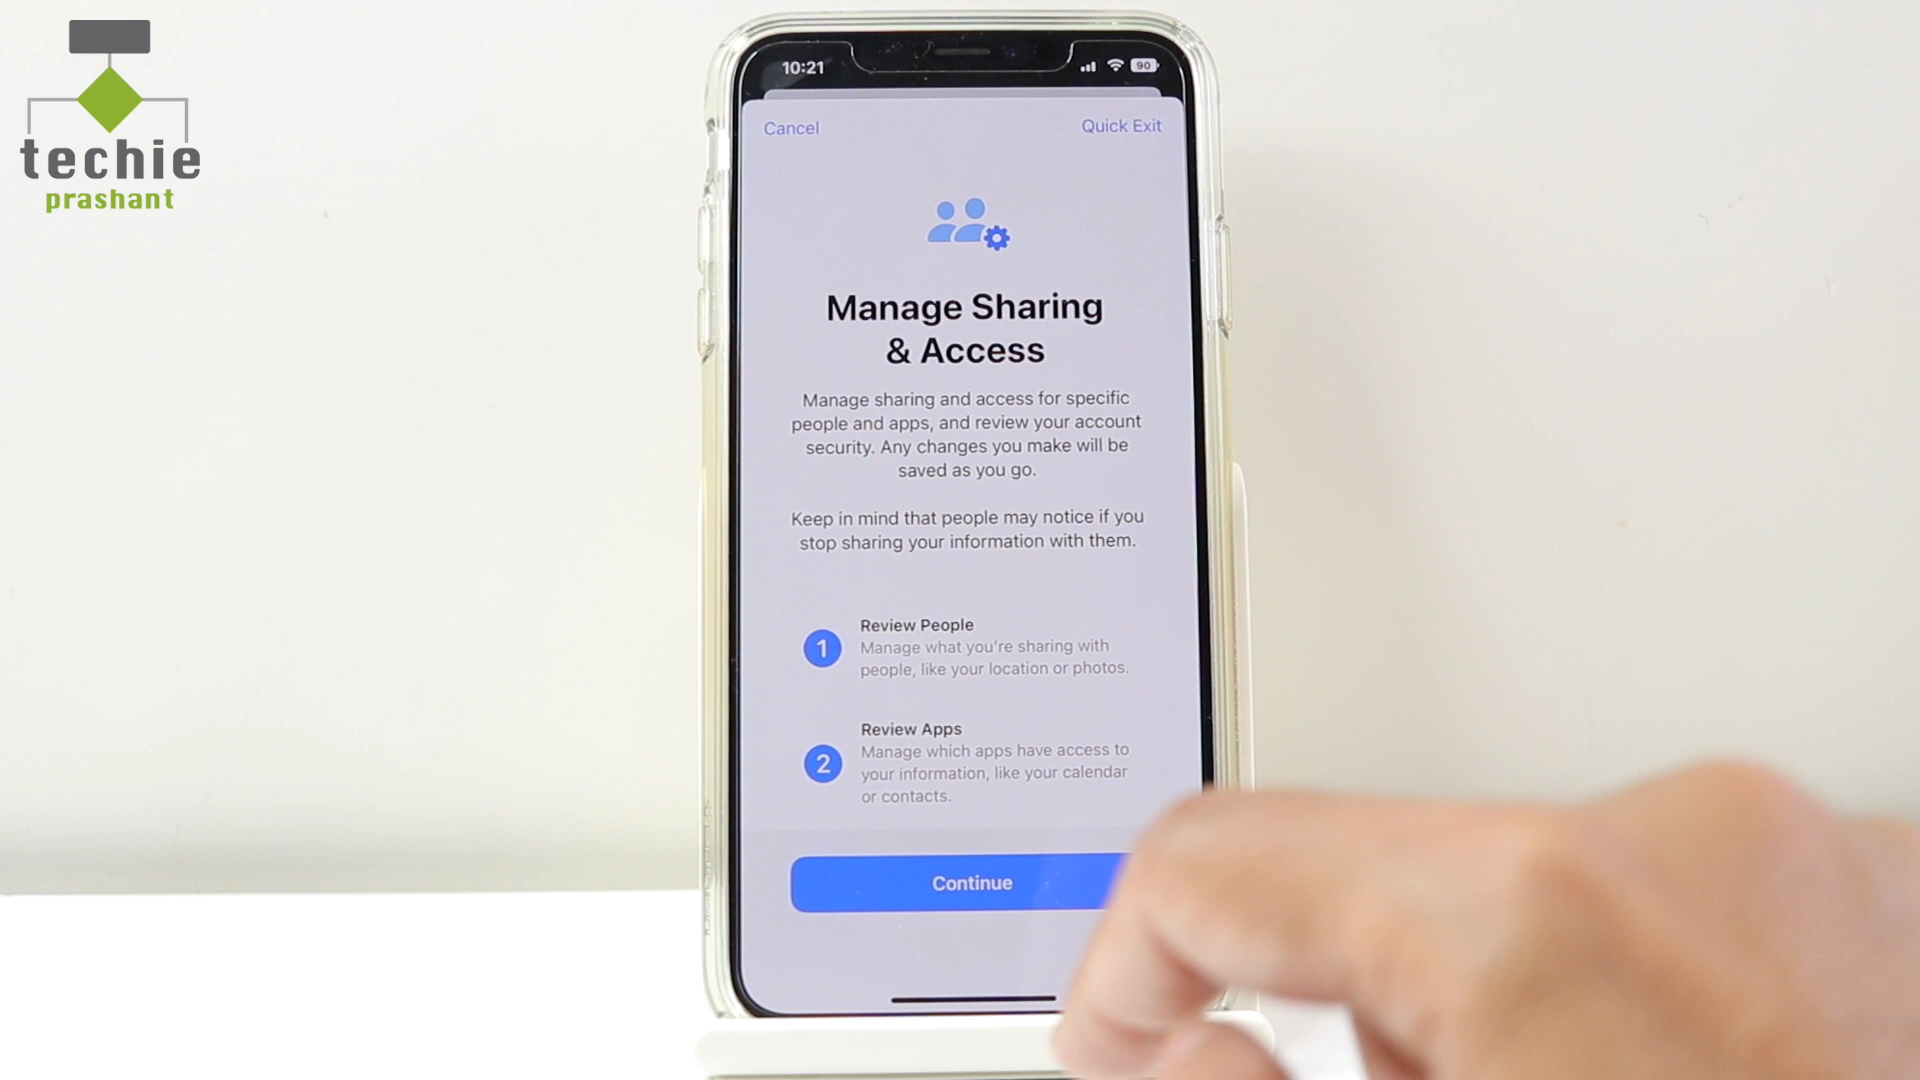 techie
prashant
10:21
90
Cancel
Quick Exit
Manage Sharing
& Access
Manage sharing and access for specific
people and apps, and review your account
security. Any changes you make will be
saved as you go.
Keep in mind that people may notice if you
stop sharing your information with them.
1
Review People
Manage what you're sharing with
people, like your location or photos.
2
Review Apps
Manage which apps have access to
your information, like your calendar
or contacts.
Continue